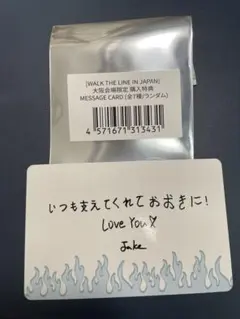 [WALK THE LINE IN JAPAN]
大阪会場限定 購入特典
MESSAGE CARD (全7種/ランダム)
4 571671 313431
いつも支えてくれておおきに!
Love You♡
Jake